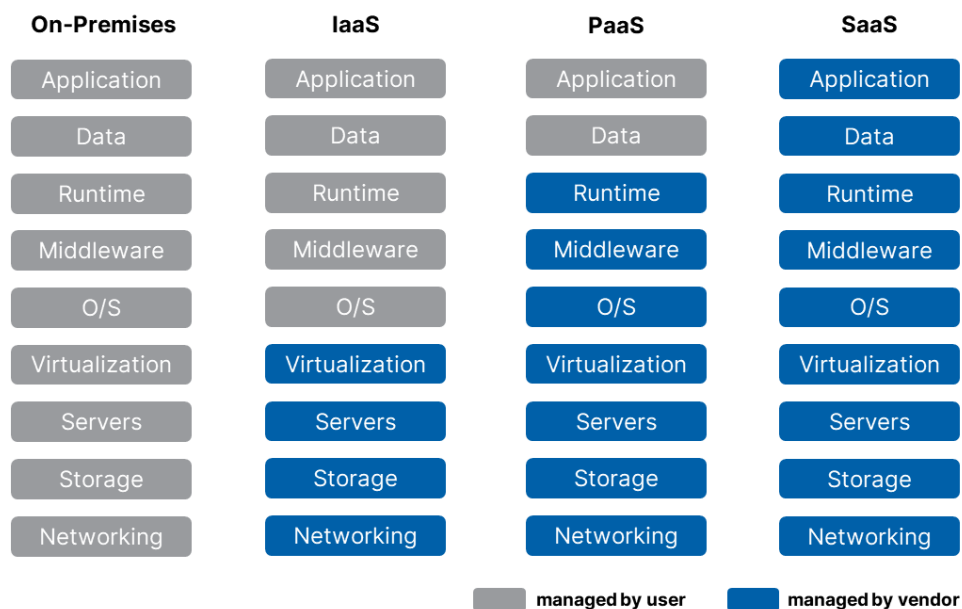 On-Premises IaaS PaaS SaaS
Application Application Application Application
Data Data Data Data
Runtime Runtime Runtime Runtime
Middleware Middleware Middleware Middleware
O/S O/S O/S O/S
Virtualization Virtualization Virtualization Virtualization
Servers Servers Servers Servers
Storage Storage Storage Storage
Networking Networking Networking Networking
managed by user managed by vendor